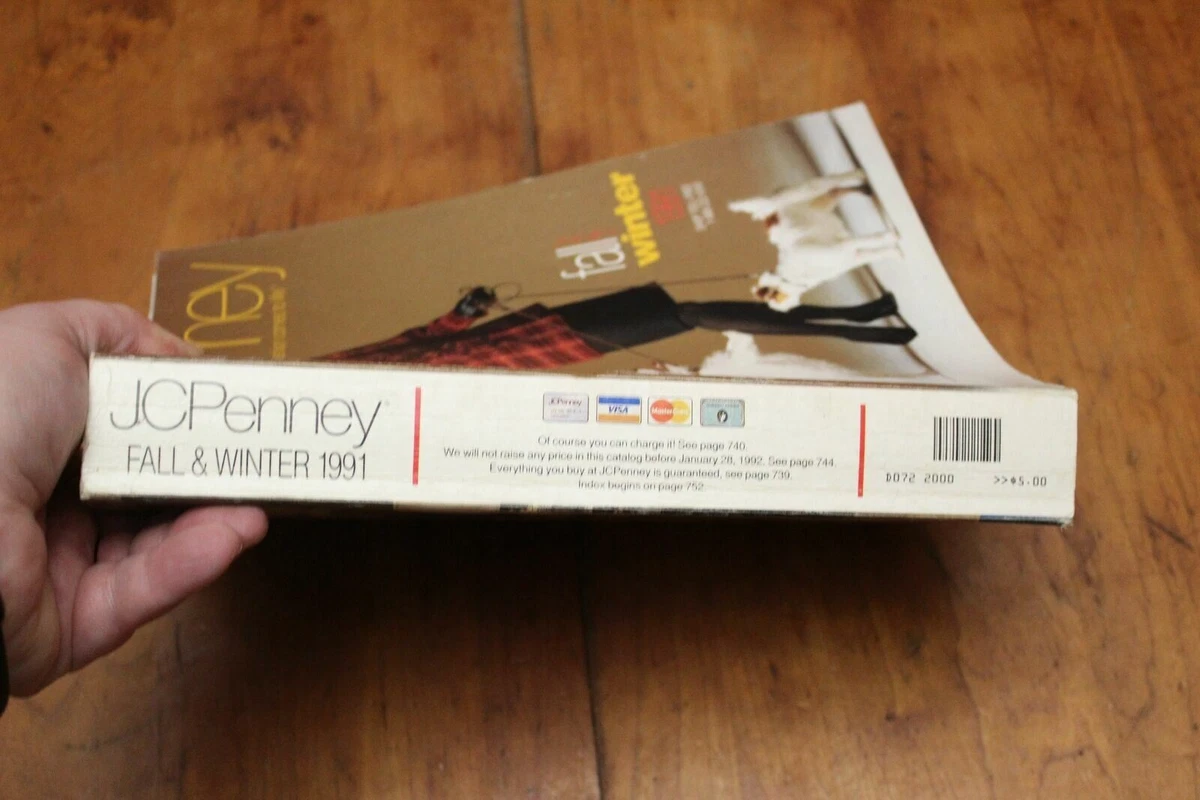 ney
fall
winter
JCPenney
FALL & WINTER 1991
JCPenney
VISA
MasterCard
Of course you can charge it! See page 740.
We will not raise any price in this catalog before January 28, 1992. See page 744.
Everything you buy at JCPenney is guaranteed, see page 739.
Index begins on page 752.
D072 2000 >>*5.00